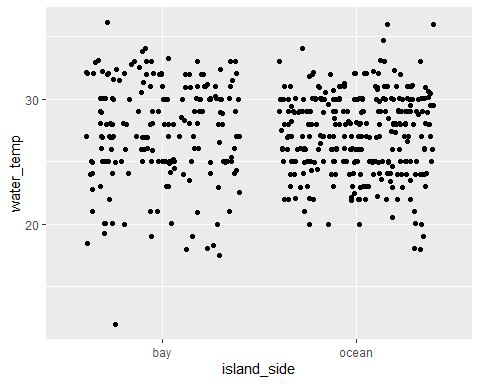 30
20
water_temp
bay
ocean
island_side